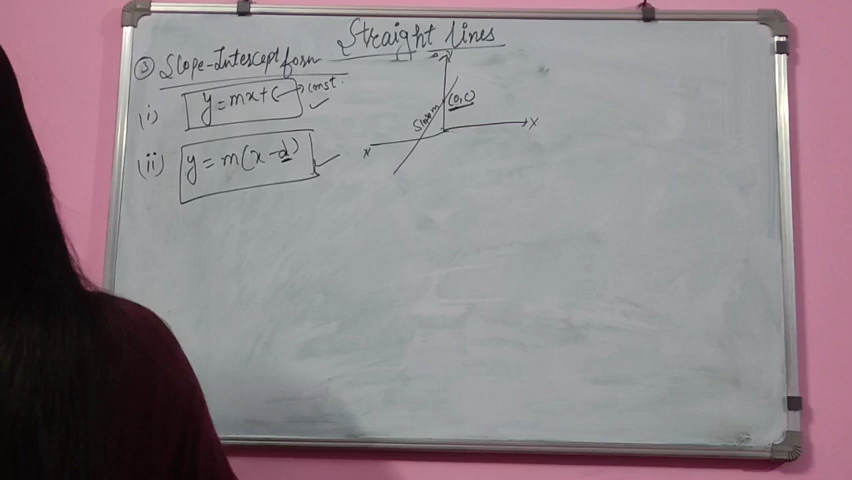 Straight lines
③ Slope-Intercept form
(i) y = mx + c → const.
(ii) y = m(x - d)
Y
(0,c)
Slope m
X
X'